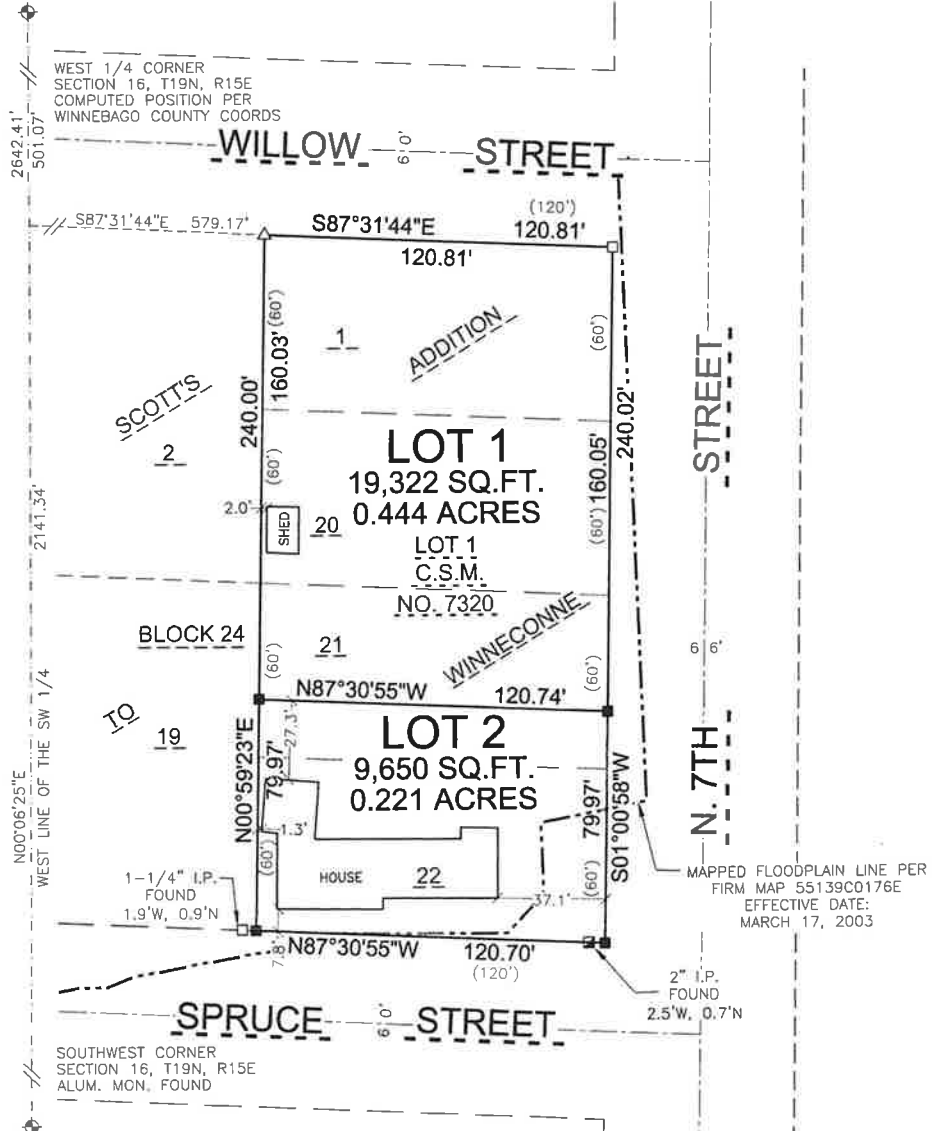 WEST 1/4 CORNER
SECTION 16, T19N, R15E
COMPUTED POSITION PER
WINNEBAGO COUNTY COORDS
2642.41'
501.07'
WILLOW STREET
60'
S87°31'44"E 579.17'
S87°31'44"E
(120')
120.81'
120.81'
(60')
160.03'
240.00'
1
ADDITION
(60')
SCOTT'S
2
STREET
240.02'
LOT 1
19,322 SQ.FT.
0.444 ACRES
(60')
160.05'
(60')
2.0'
SHED
20
LOT 1
C.S.M.
NO. 7320
2141.34'
BLOCK 24
21
WINNECONNE
66'
(60')
(60')
N87°30'55"W 120.74'
TO
19
27.3'
LOT 2
9,650 SQ.FT.
0.221 ACRES
N00°59'23"E
79.97'
79.97'
S01°00'58"W
N. 7TH
N00°06'25"E
WEST LINE OF THE SW 1/4
1.3'
(60')
(60')
HOUSE
22
37.1'
1-1/4" I.P.
FOUND
1.9'W, 0.9'N
MAPPED FLOODPLAIN LINE PER
FIRM MAP 55139C0176E
EFFECTIVE DATE:
MARCH 17, 2003
7.8'
N87°30'55"W 120.70'
(120')
2" I.P.
FOUND
2.5'W, 0.7'N
SPRUCE STREET
60'
SOUTHWEST CORNER
SECTION 16, T19N, R15E
ALUM. MON. FOUND